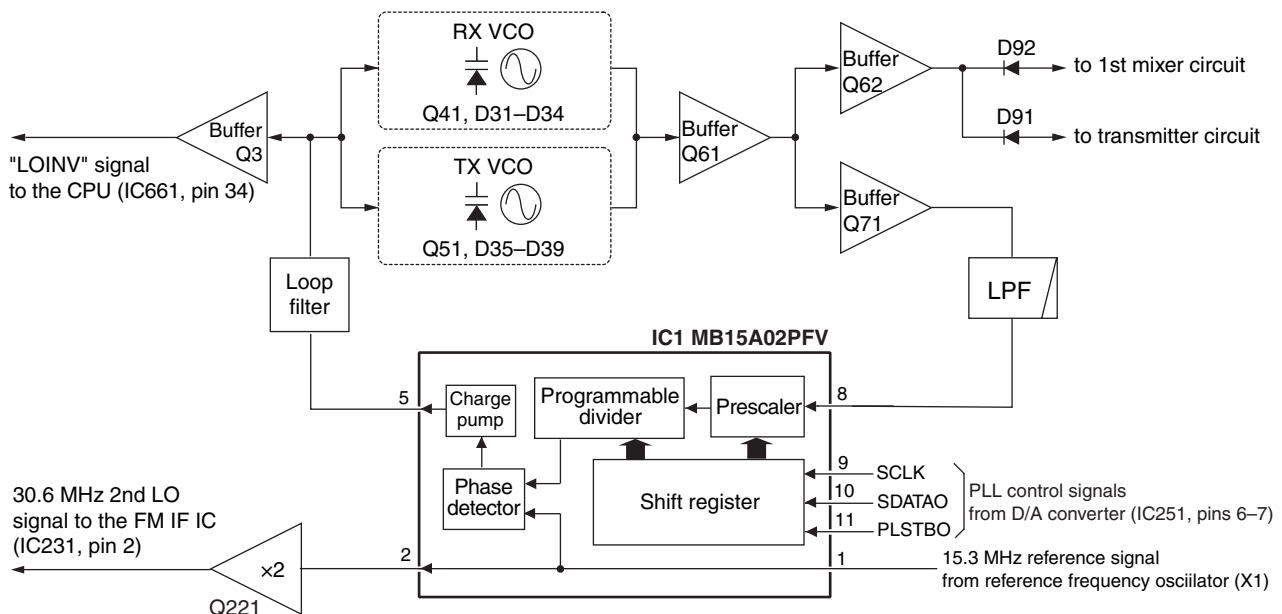 RX VCO
Q41, D31–D34
TX VCO
Q51, D35–D39
Buffer
Q3
"LOINV" signal
to the CPU (IC661, pin 34)
Buffer
Q61
Buffer
Q62
Buffer
Q71
D92
to 1st mixer circuit
D91
to transmitter circuit
Loop
filter
LPF
IC1 MB15A02PFV
5
Charge
pump
Programmable
divider
Prescaler
8
Phase
detector
Shift register
9
SCLK
10
SDATAO
11
PLSTBO
PLL control signals
from D/A converter (IC251, pins 6–7)
30.6 MHz 2nd LO
signal to the FM IF IC
(IC231, pin 2)
×2
Q221
2
1
15.3 MHz reference signal
from reference frequency osciilator (X1)